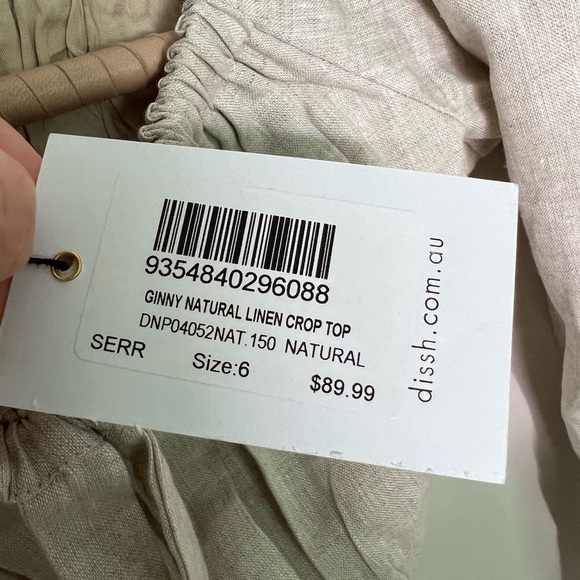 9354840296088
GINNY NATURAL LINEN CROP TOP
DNP04052NAT.150 NATURAL
SERR Size:6 $89.99
dissh.com.au